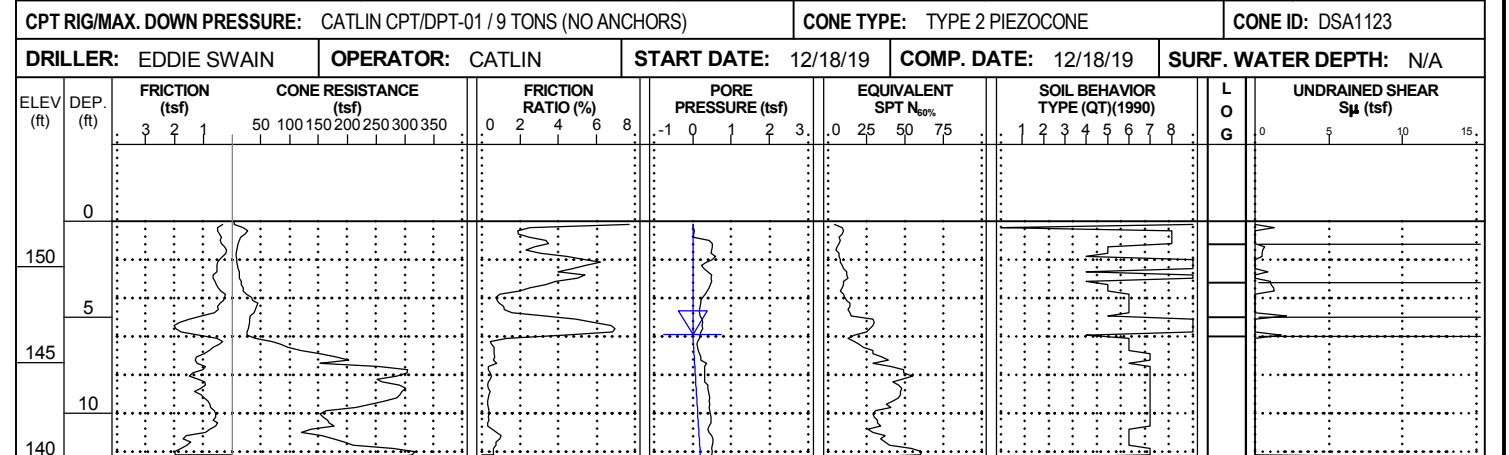 CPT RIG/MAX. DOWN PRESSURE: CATLIN CPT/DPT-01 / 9 TONS (NO ANCHORS) CONE TYPE: TYPE 2 PIEZOCONE CONE ID: DSA1123
DRILLER: EDDIE SWAIN OPERATOR: CATLIN START DATE: 12/18/19 COMP. DATE: 12/18/19 SURF. WATER DEPTH: N/A
ELEV (ft)
DEP. (ft)
FRICTION (tsf)
3 2 1
CONE RESISTANCE (tsf)
50 100 150 200 250 300 350
FRICTION RATIO (%)
0 2 4 6 8
PORE PRESSURE (tsf)
-1 0 1 2 3
EQUIVALENT SPT N60%
0 25 50 75
SOIL BEHAVIOR TYPE (QT)(1990)
1 2 3 4 5 6 7 8
L O G
UNDRAINED SHEAR Sμ (tsf)
0 5 10 15
0
150
5
145
10
140